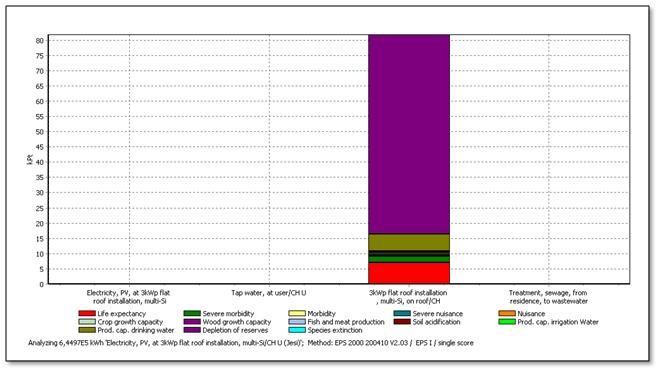 80
75
70
65
60
55
50
45
40
35
30
25
20
15
10
5
0
kPt
Electricity, PV, at 3kWp flat
roof installation, multi-Si
Tap water, at user/CH U
3kWp flat roof installation
, multi-Si, on roof/CH
Treatment, sewage, from
residence, to wastewater
Life expectancy Severe morbidity Morbidity Severe nuisance Nuisance
Crop growth capacity Wood growth capacity Fish and meat production Soil acidification Prod. cap. irrigation Water
Prod. cap. drinking water Depletion of reserves Species extinction
Analyzing 6,4497E5 kWh 'Electricity, PV, at 3kWp flat roof installation, multi-Si/CH U (Jesi)'; Method: EPS 2000 200410 V2.03 / EPS I / single score